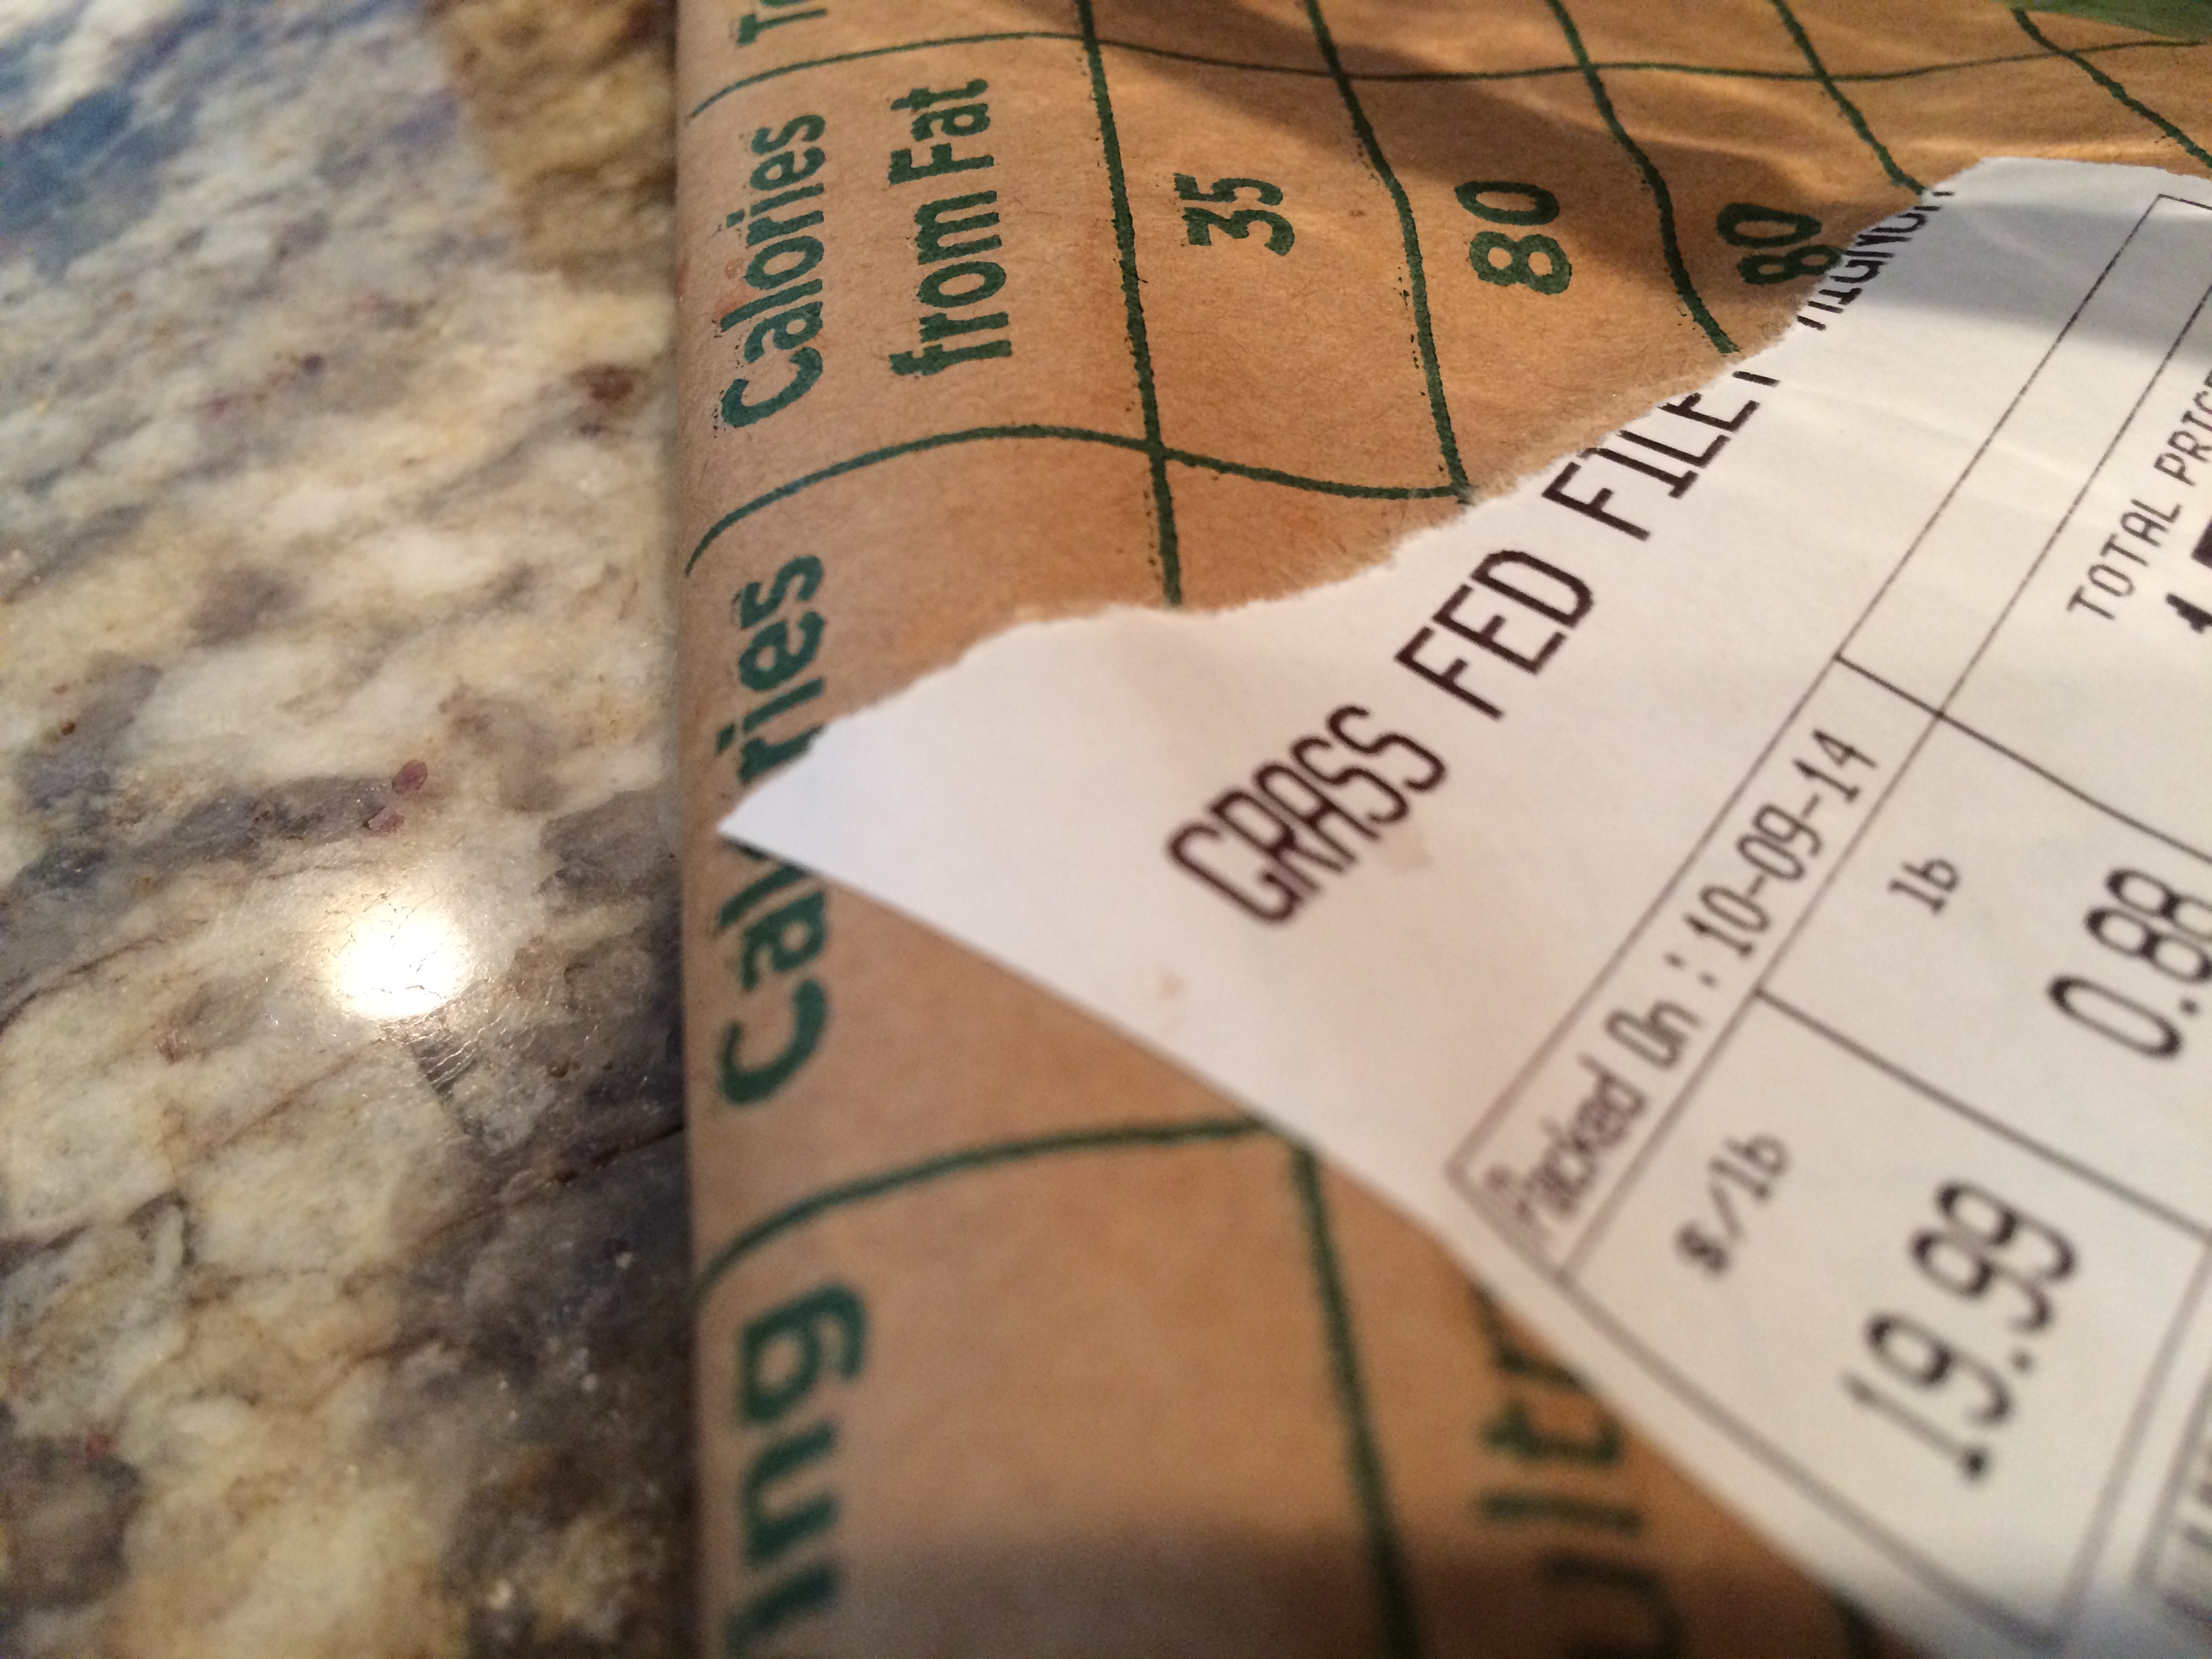 Calories
from Fat
35
80
80
Calories
GRASS FED FILET MIGNON
Packed On : 10-09-14
$/lb
19.99
lb
0.88
TOTAL PRICE